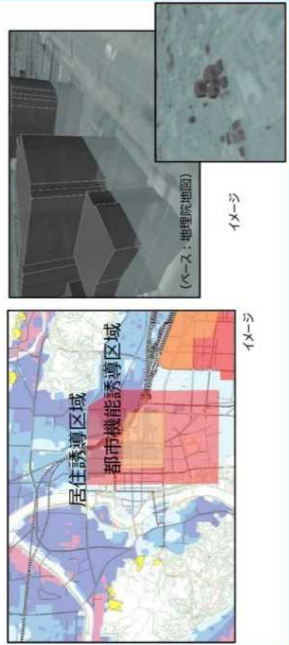 居住誘導区域
都市機能誘導区域
イメージ
(ベース：地理院地図)
イメージ